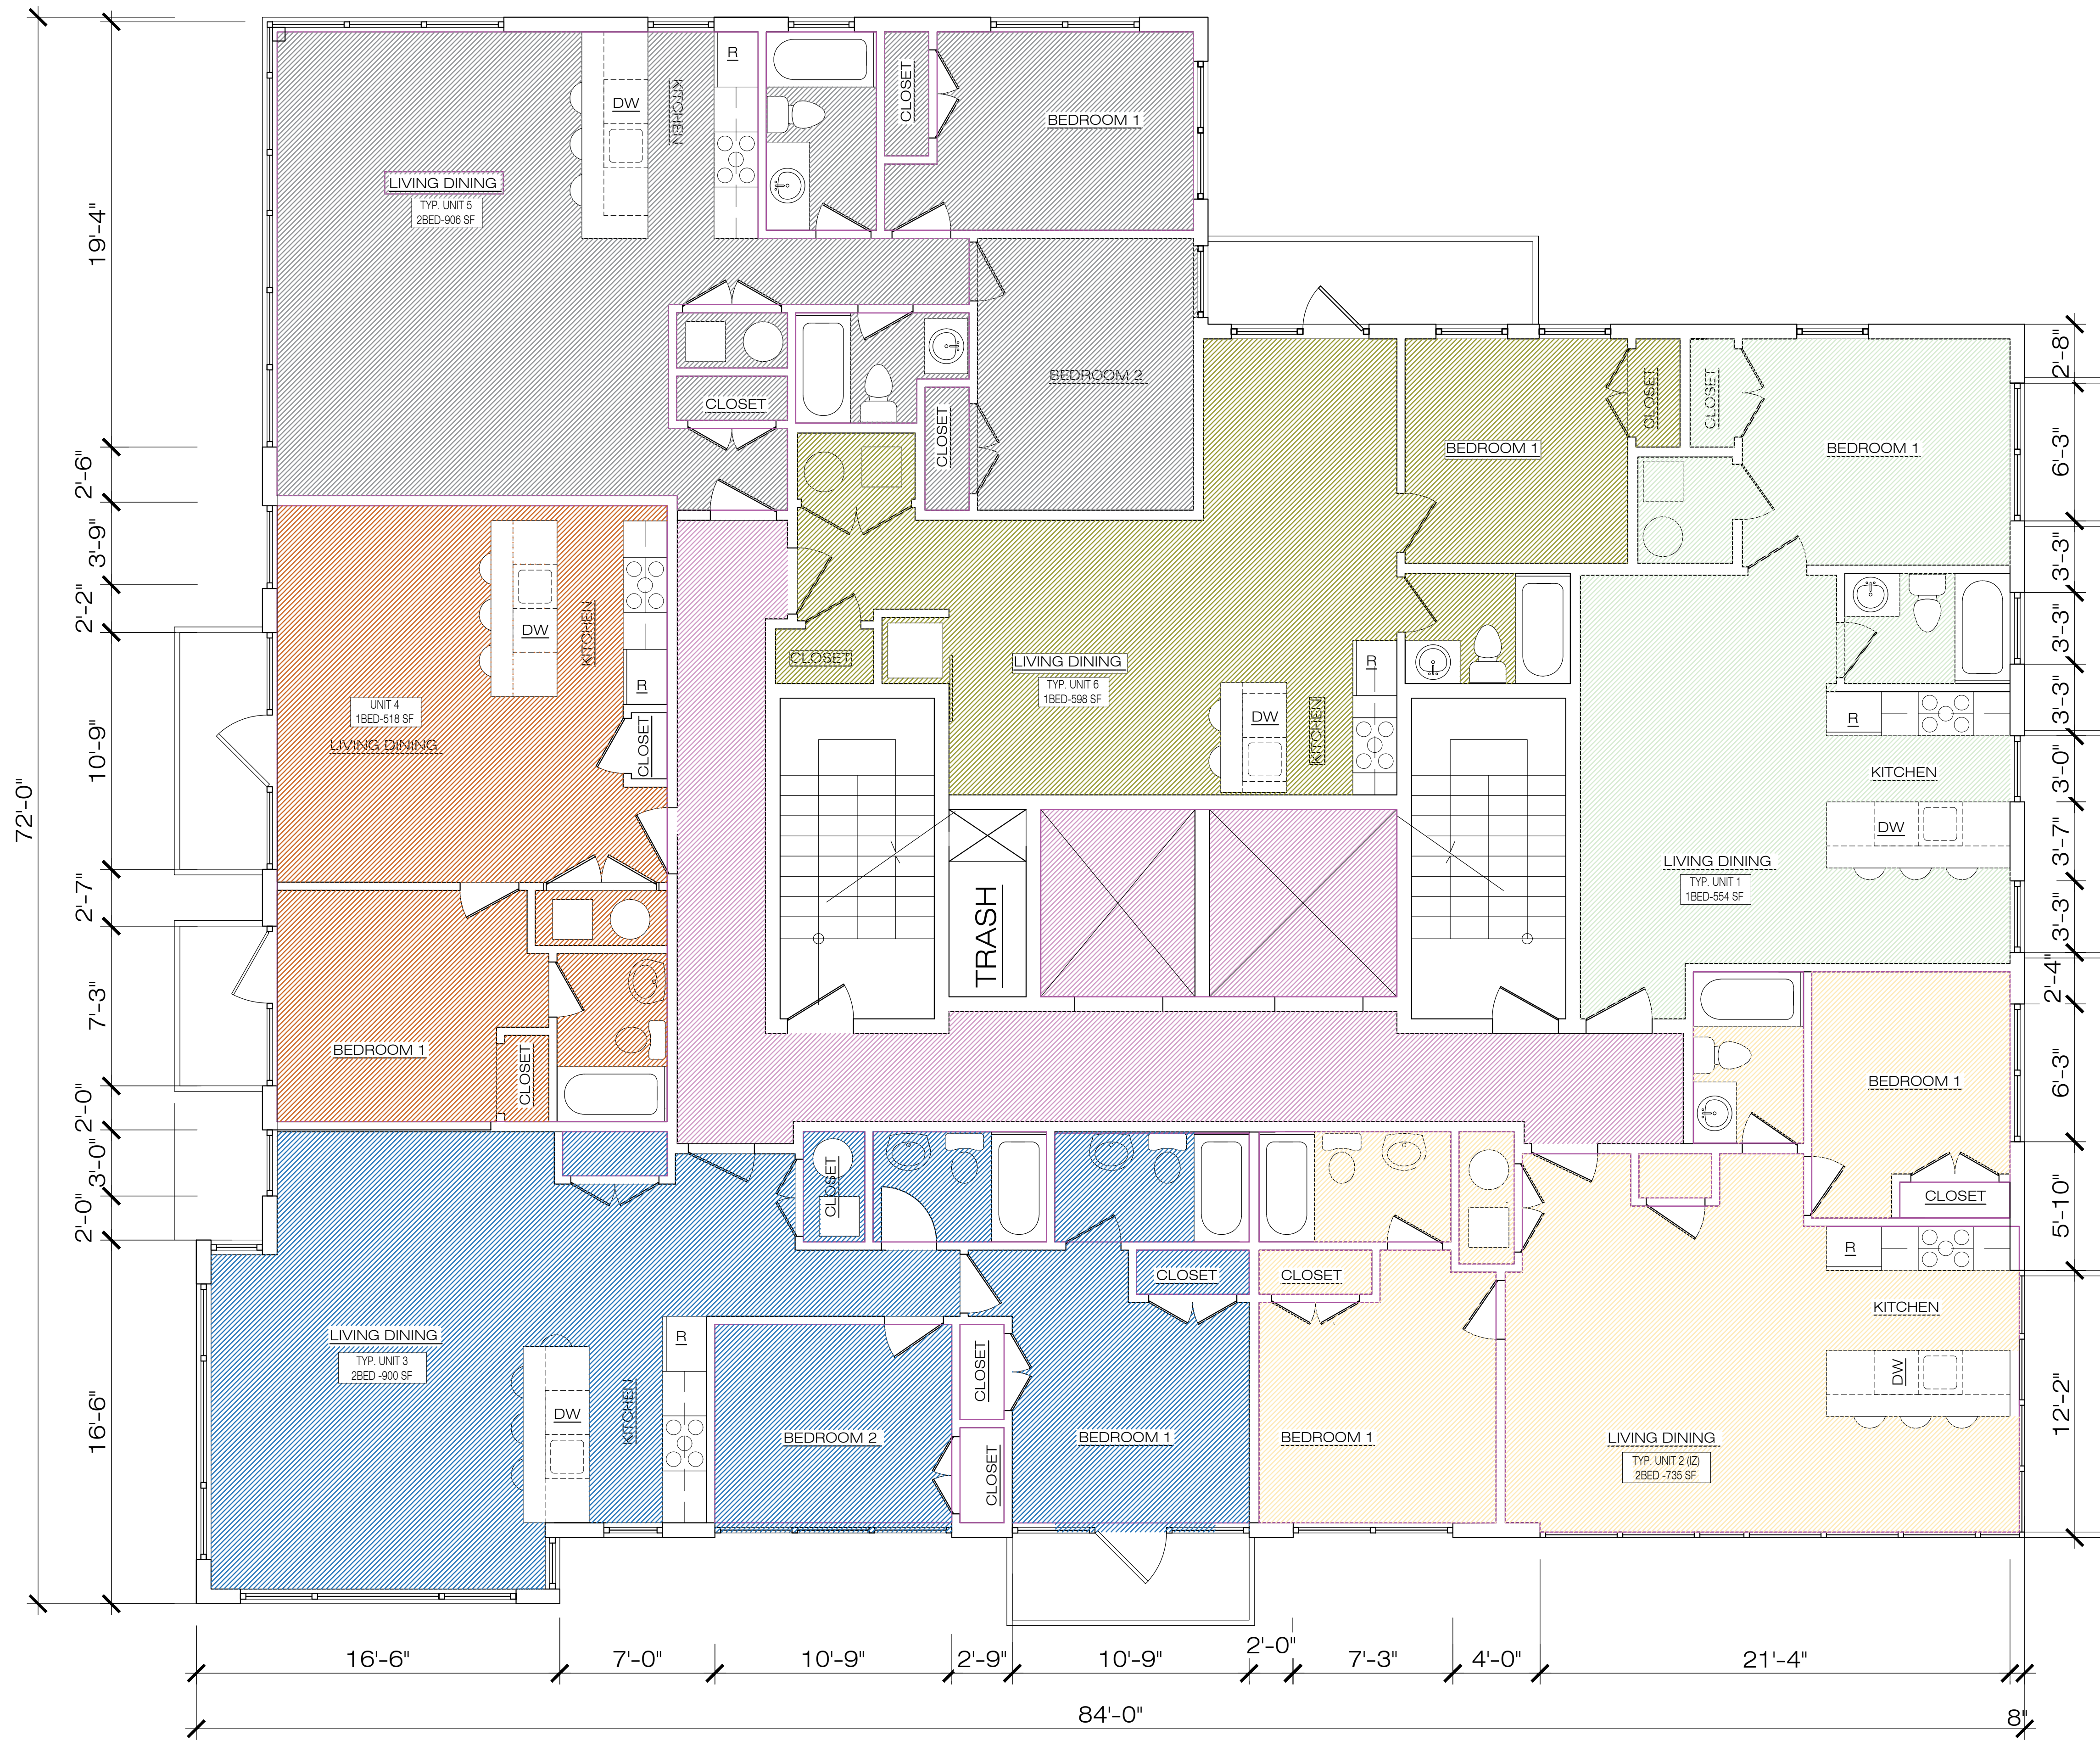 R
CLOSET
KITCHEN
DW
BEDROOM 1
LIVING DINING
TYP. UNIT 5
2BED-906 SF
19'-4"
72'-0"
BEDROOM 2
CLOSET
CLOSET
2'-8"
CLOSET
CLOSET
BEDROOM 1
BEDROOM 1
6'-3"
2'-6"
3'-9"
2'-2"
10'-9"
2'-7"
7'-3"
2'-0"
3'-0"
2'-0"
16'-6"
KITCHEN
DW
R
UNIT 4
1BED-518 SF
LIVING DINING
CLOSET
CLOSET
LIVING DINING
TYP. UNIT 6
1BED-598 SF
R
DW
KITCHEN
3'-3"
3'-3"
3'-3"
3'-0"
3'-7"
3'-3"
2'-4"
6'-3"
5'-10"
12'-2"
R
KITCHEN
DW
LIVING DINING
TYP. UNIT 1
1BED-554 SF
TRASH
BEDROOM 1
CLOSET
BEDROOM 1
CLOSET
CLOSET
CLOSET
CLOSET
R
KITCHEN
LIVING DINING
TYP. UNIT 3
2BED -900 SF
R
CLOSET
KITCHEN
DW
DW
BEDROOM 2
BEDROOM 1
BEDROOM 1
LIVING DINING
TYP. UNIT 2 (IZ)
2BED -735 SF
CLOSET
16'-6"
7'-0"
10'-9"
2'-9"
10'-9"
2'-0"
7'-3"
4'-0"
21'-4"
84'-0"
8"